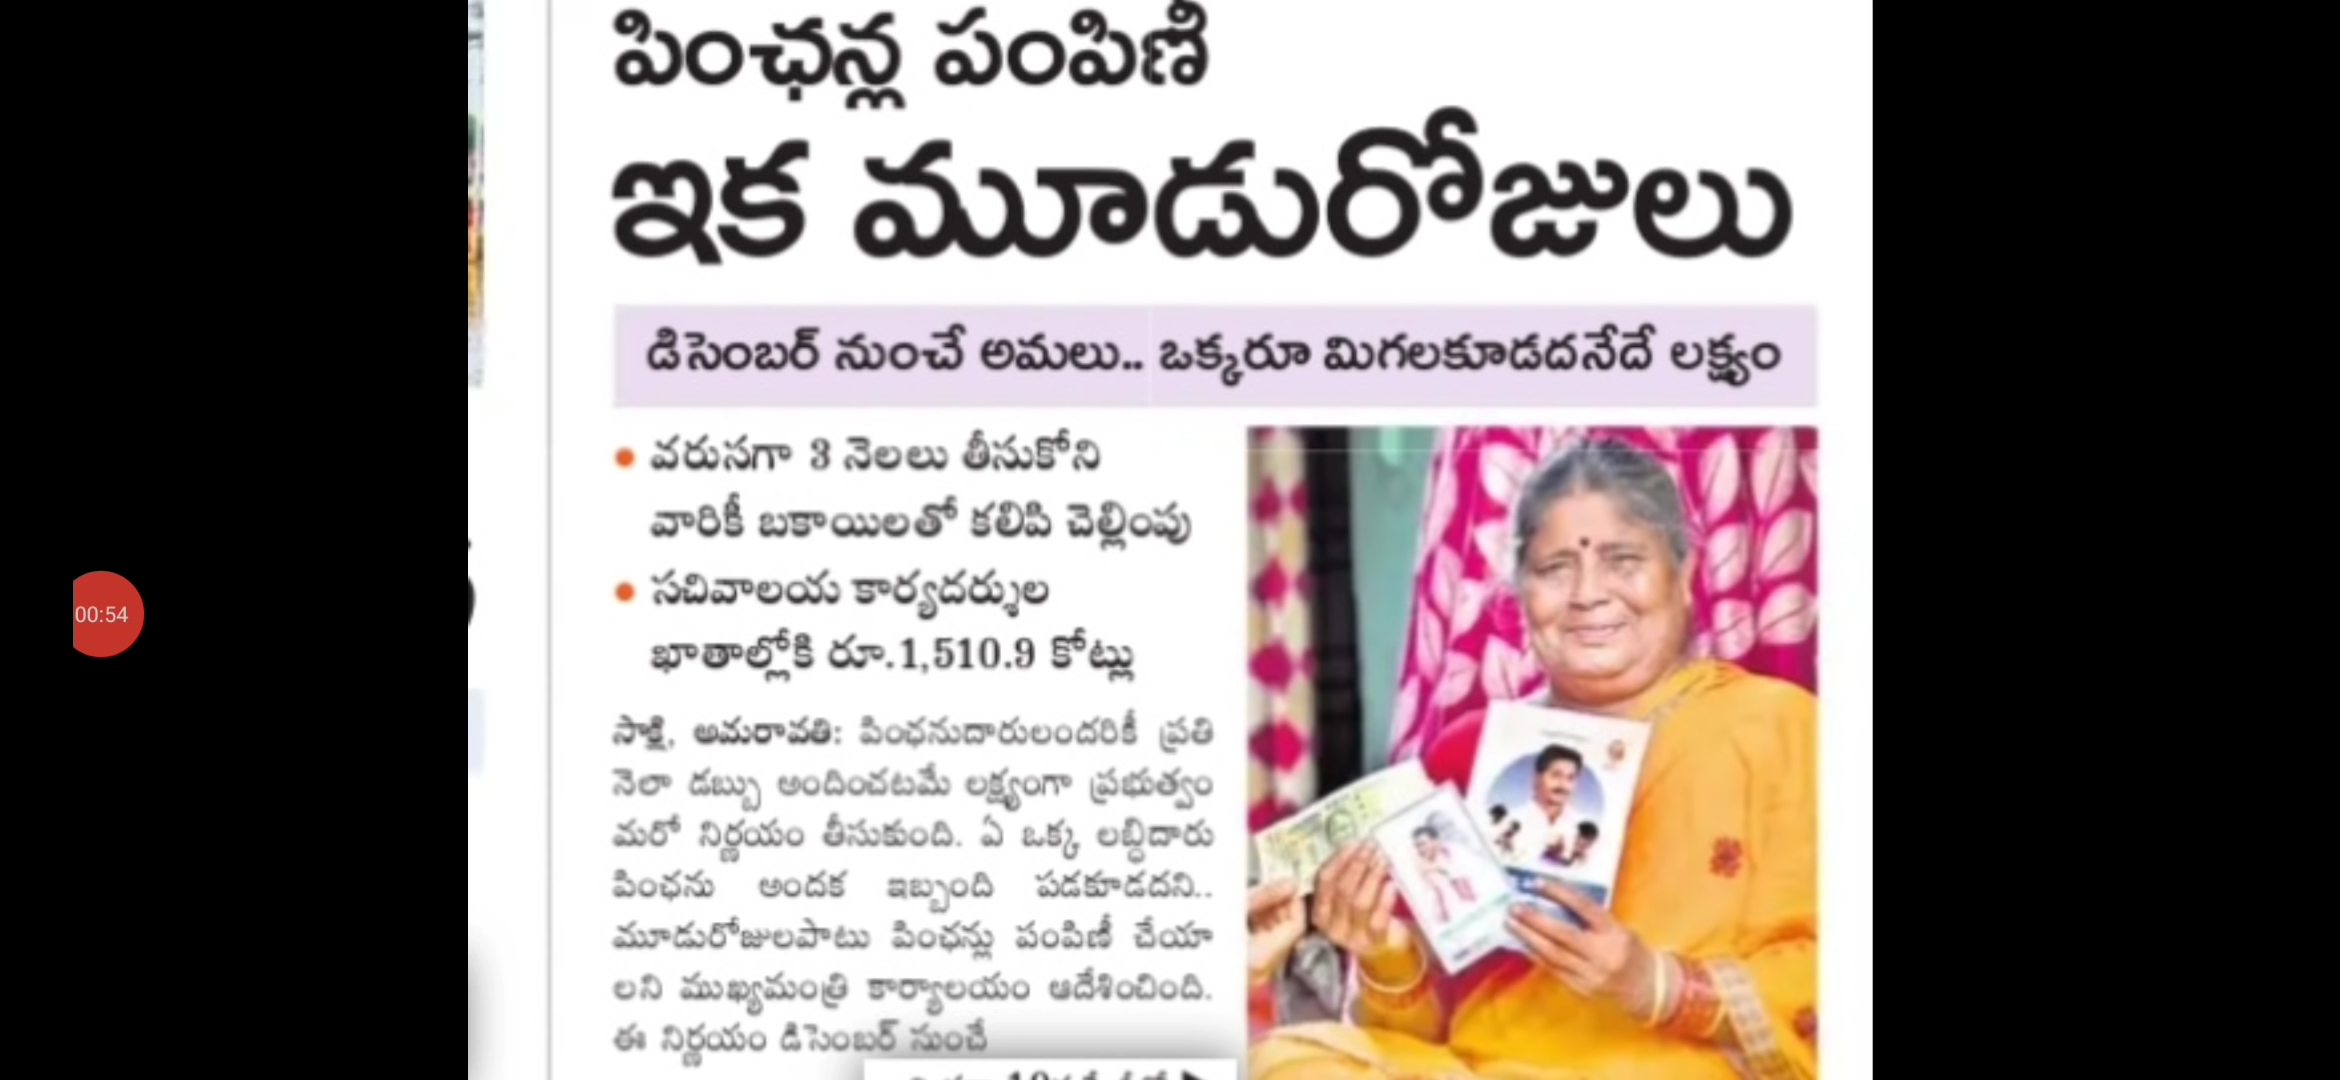 పింఛన్ల పంపిణీ
ఇక మూడురోజులు
డిసెంబర్ నుంచే అమలు.. ఒక్కరూ మిగలకూడదనేదే లక్ష్యం
• వరుసగా 3 నెలలు తీసుకోని
వారికీ బకాయిలతో కలిపి చెల్లింపు
• సచివాలయ కార్యదర్శుల
ఖాతాల్లోకి రూ.1,510.9 కోట్లు
సాక్షి, అమరావతి: పింఛనుదారులందరికీ ప్రతి
నెలా డబ్బు అందించటమే లక్ష్యంగా ప్రభుత్వం
మరో నిర్ణయం తీసుకుంది. ఏ ఒక్క లబ్ధిదారు
పింఛను అందక ఇబ్బంది పడకూడదని..
మూడురోజులపాటు పింఛన్లు పంపిణీ చేయా
లని ముఖ్యమంత్రి కార్యాలయం ఆదేశించింది.
ఈ నిర్ణయం డిసెంబర్ నుంచే
00:54